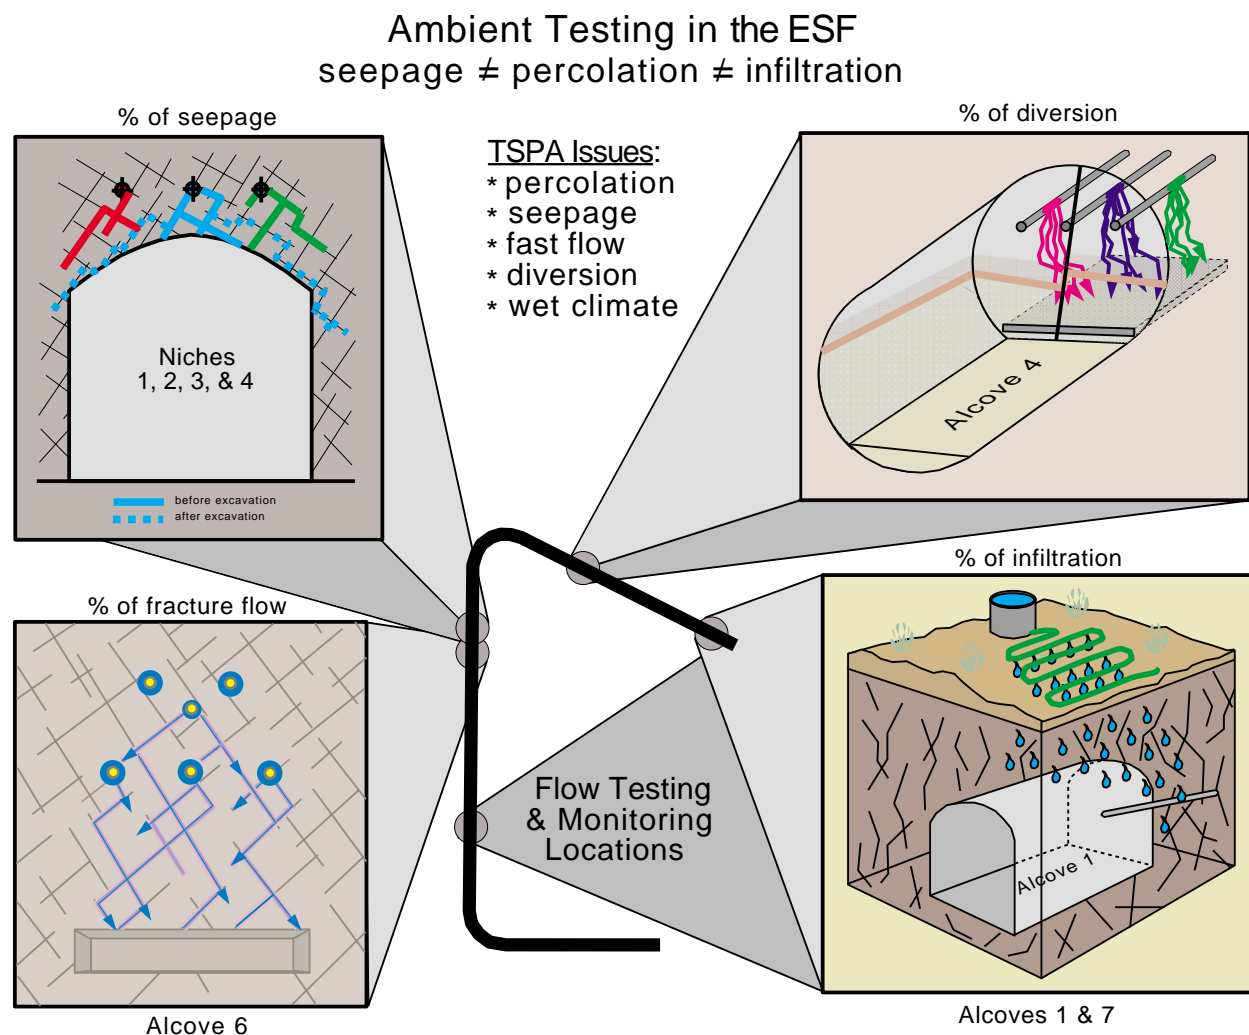 Ambient Testing in the ESF
seepage ≠ percolation ≠ infiltration
% of seepage
Niches
1, 2, 3, & 4
before excavation
after excavation
TSPA Issues:
* percolation
* seepage
* fast flow
* diversion
* wet climate
% of diversion
Alcove 4
% of fracture flow
Alcove 6
Flow Testing
& Monitoring
Locations
% of infiltration
Alcove 1
Alcoves 1 & 7